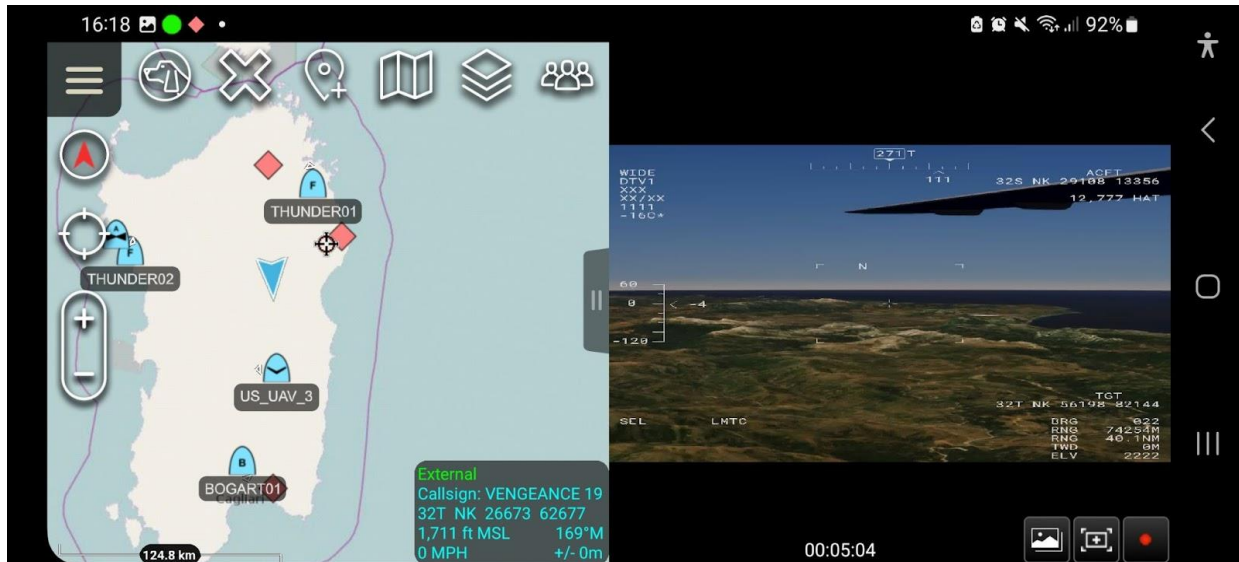 16:18
92%
F
THUNDER01
A
F
THUNDER02
US_UAV_3
B
BOGART01
Cagliari
124.8 km
External
Callsign: VENGEANCE 19
32T NK 26673 62677
1,711 ft MSL 169°M
0 MPH +/- 0m
WIDE
DTV1
XXX
XX/XX
1111
-16C*
271 T
111
ACFT
32S NK 29108 13356
12,777 HAT
N
60
0 < -4
-120
TGT
32T NK 56198 82144
BRG 022
RNG 74254M
RNG 40.1NM
TWD 0M
ELV 2222
SEL LMTC
00:05:04